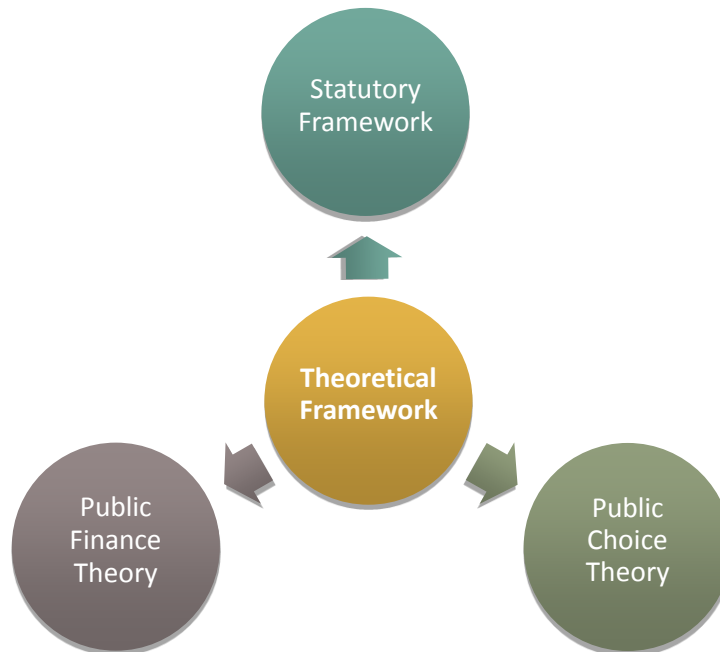 Statutory
Framework
Theoretical
Framework
Public
Finance
Theory
Public
Choice
Theory